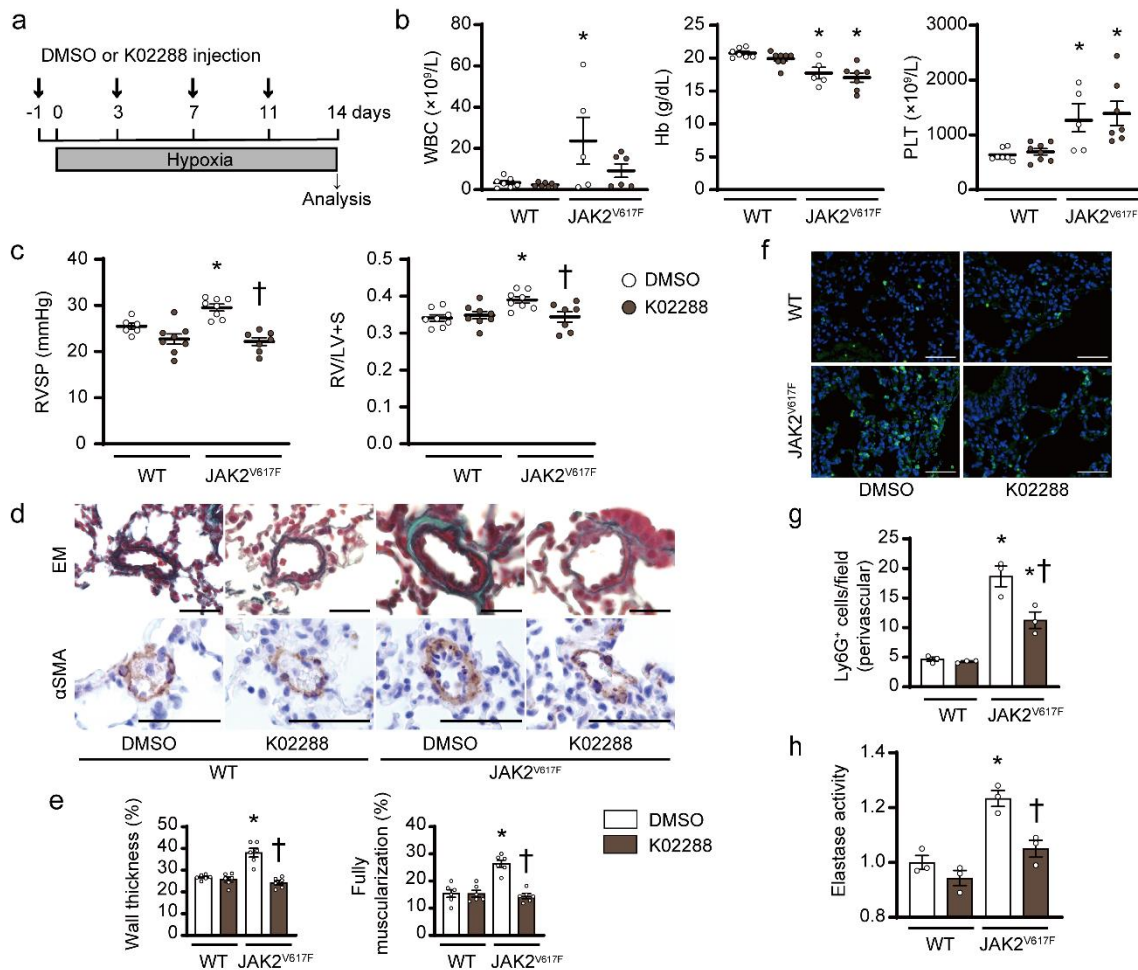 a
DMSO or K02288 injection
-1 0 3 7 11 14 days
Hypoxia
Analysis
b
WBC (×10⁹/L)
80
60
40
20
0
*
WT JAK2ⱽ⁶¹⁷ᶠ
Hb (g/dL)
25
20
15
10
5
0
* *
WT JAK2ⱽ⁶¹⁷ᶠ
PLT (×10⁹/L)
3000
2000
1000
0
* *
WT JAK2ⱽ⁶¹⁷ᶠ
c
RVSP (mmHg)
40
30
20
10
0
* †
WT JAK2ⱽ⁶¹⁷ᶠ
RV/LV+S
0.5
0.4
0.3
0.2
0.1
0.0
* †
WT JAK2ⱽ⁶¹⁷ᶠ
DMSO
K02288
d
EM
αSMA
DMSO K02288 DMSO K02288
WT JAK2ⱽ⁶¹⁷ᶠ
e
Wall thickness (%)
50
40
30
20
10
0
* †
WT JAK2ⱽ⁶¹⁷ᶠ
Fully
muscularization (%)
40
30
20
10
0
* †
WT JAK2ⱽ⁶¹⁷ᶠ
DMSO
K02288
f
WT
JAK2ⱽ⁶¹⁷ᶠ
DMSO K02288
g
Ly6G⁺ cells/field
(perivascular)
25
20
15
10
5
0
* *†
WT JAK2ⱽ⁶¹⁷ᶠ
h
Elastase activity
1.4
1.2
1.0
0.8
* †
WT JAK2ⱽ⁶¹⁷ᶠ